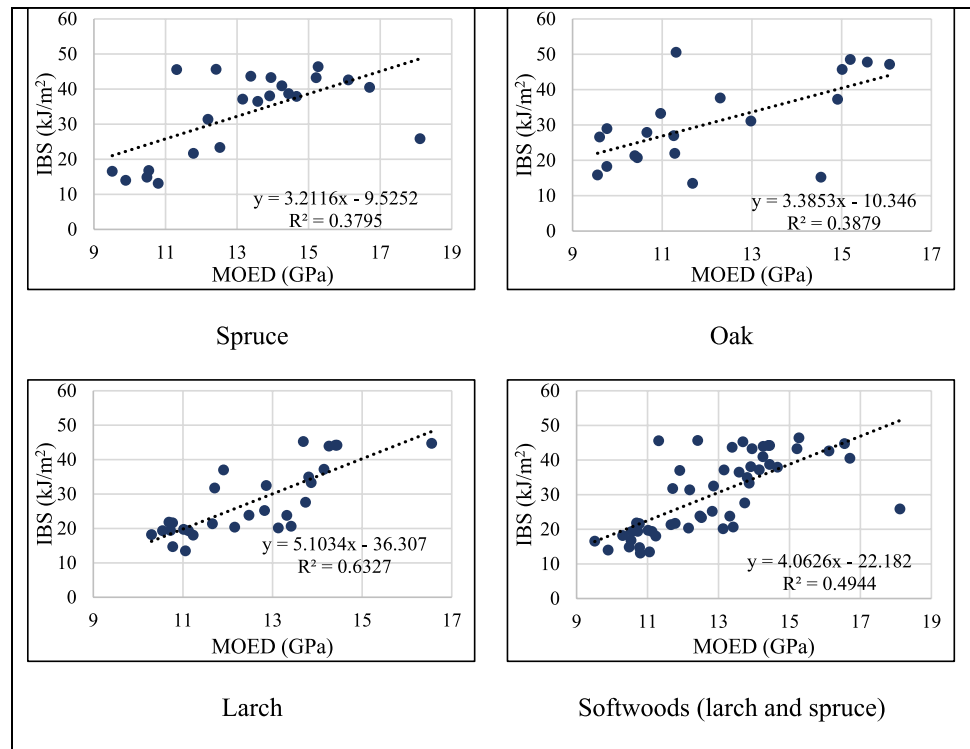 60
50
40
30
20
10
0
IBS (kJ/m²)
y = 3.2116x - 9.5252
R² = 0.3795
9 11 13 15 17 19
MOED (GPa)
Spruce
60
50
40
30
20
10
0
IBS (kJ/m²)
y = 3.3853x - 10.346
R² = 0.3879
9 11 13 15 17
MOED (GPa)
Oak
60
50
40
30
20
10
0
IBS (kJ/m²)
y = 5.1034x - 36.307
R² = 0.6327
9 11 13 15 17
MOED (GPa)
Larch
60
50
40
30
20
10
0
IBS (kJ/m²)
y = 4.0626x - 22.182
R² = 0.4944
9 11 13 15 17 19
MOED (GPa)
Softwoods (larch and spruce)